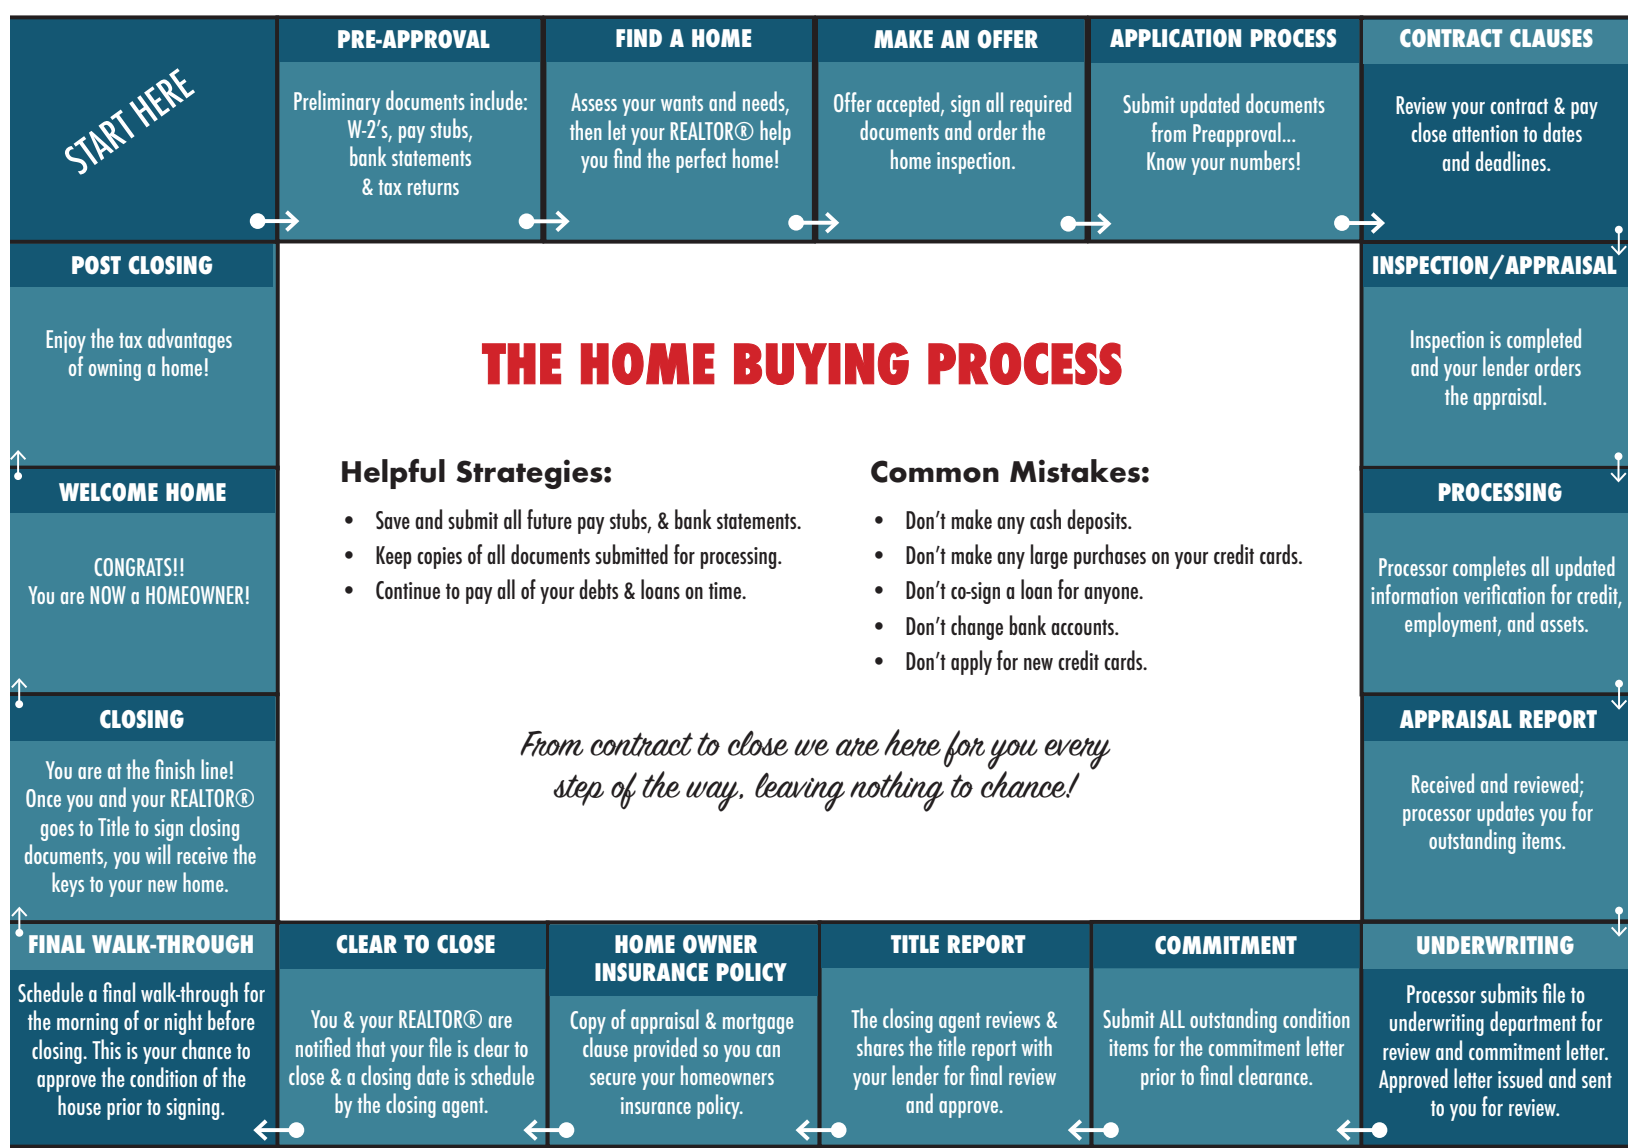 START HERE
PRE-APPROVAL
Preliminary documents include:
W-2's, pay stubs,
bank statements
& tax returns
FIND A HOME
Assess your wants and needs,
then let your REALTOR® help
you find the perfect home!
MAKE AN OFFER
Offer accepted, sign all required
documents and order the
home inspection.
APPLICATION PROCESS
Submit updated documents
from Preapproval...
Know your numbers!
CONTRACT CLAUSES
Review your contract & pay
close attention to dates
and deadlines.
INSPECTION/APPRAISAL
Inspection is completed
and your lender orders
the appraisal.
PROCESSING
Processor completes all updated
information verification for credit,
employment, and assets.
APPRAISAL REPORT
Received and reviewed;
processor updates you for
outstanding items.
UNDERWRITING
Processor submits file to
underwriting department for
review and commitment letter.
Approved letter issued and sent
to you for review.
COMMITMENT
Submit ALL outstanding condition
items for the commitment letter
prior to final clearance.
TITLE REPORT
The closing agent reviews &
shares the title report with
your lender for final review
and approve.
HOME OWNER
INSURANCE POLICY
Copy of appraisal & mortgage
clause provided so you can
secure your homeowners
insurance policy.
CLEAR TO CLOSE
You & your REALTOR® are
notified that your file is clear to
close & a closing date is schedule
by the closing agent.
FINAL WALK-THROUGH
Schedule a final walk-through for
the morning of or night before
closing. This is your chance to
approve the condition of the
house prior to signing.
CLOSING
You are at the finish line!
Once you and your REALTOR®
goes to Title to sign closing
documents, you will receive the
keys to your new home.
WELCOME HOME
CONGRATS!!
You are NOW a HOMEOWNER!
POST CLOSING
Enjoy the tax advantages
of owning a home!
THE HOME BUYING PROCESS
Helpful Strategies:
• Save and submit all future pay stubs, & bank statements.
• Keep copies of all documents submitted for processing.
• Continue to pay all of your debts & loans on time.
Common Mistakes:
• Don't make any cash deposits.
• Don't make any large purchases on your credit cards.
• Don't co-sign a loan for anyone.
• Don't change bank accounts.
• Don't apply for new credit cards.
From contract to close we are here for you every
step of the way, leaving nothing to chance!